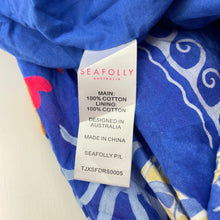 SEAFOLLY
AUSTRALIA
MAIN:
100% COTTON
LINING:
100% COTTON
DESIGNED IN
AUSTRALIA
MADE IN CHINA
SEAFOLLY P/L
TJXSFDRS0005